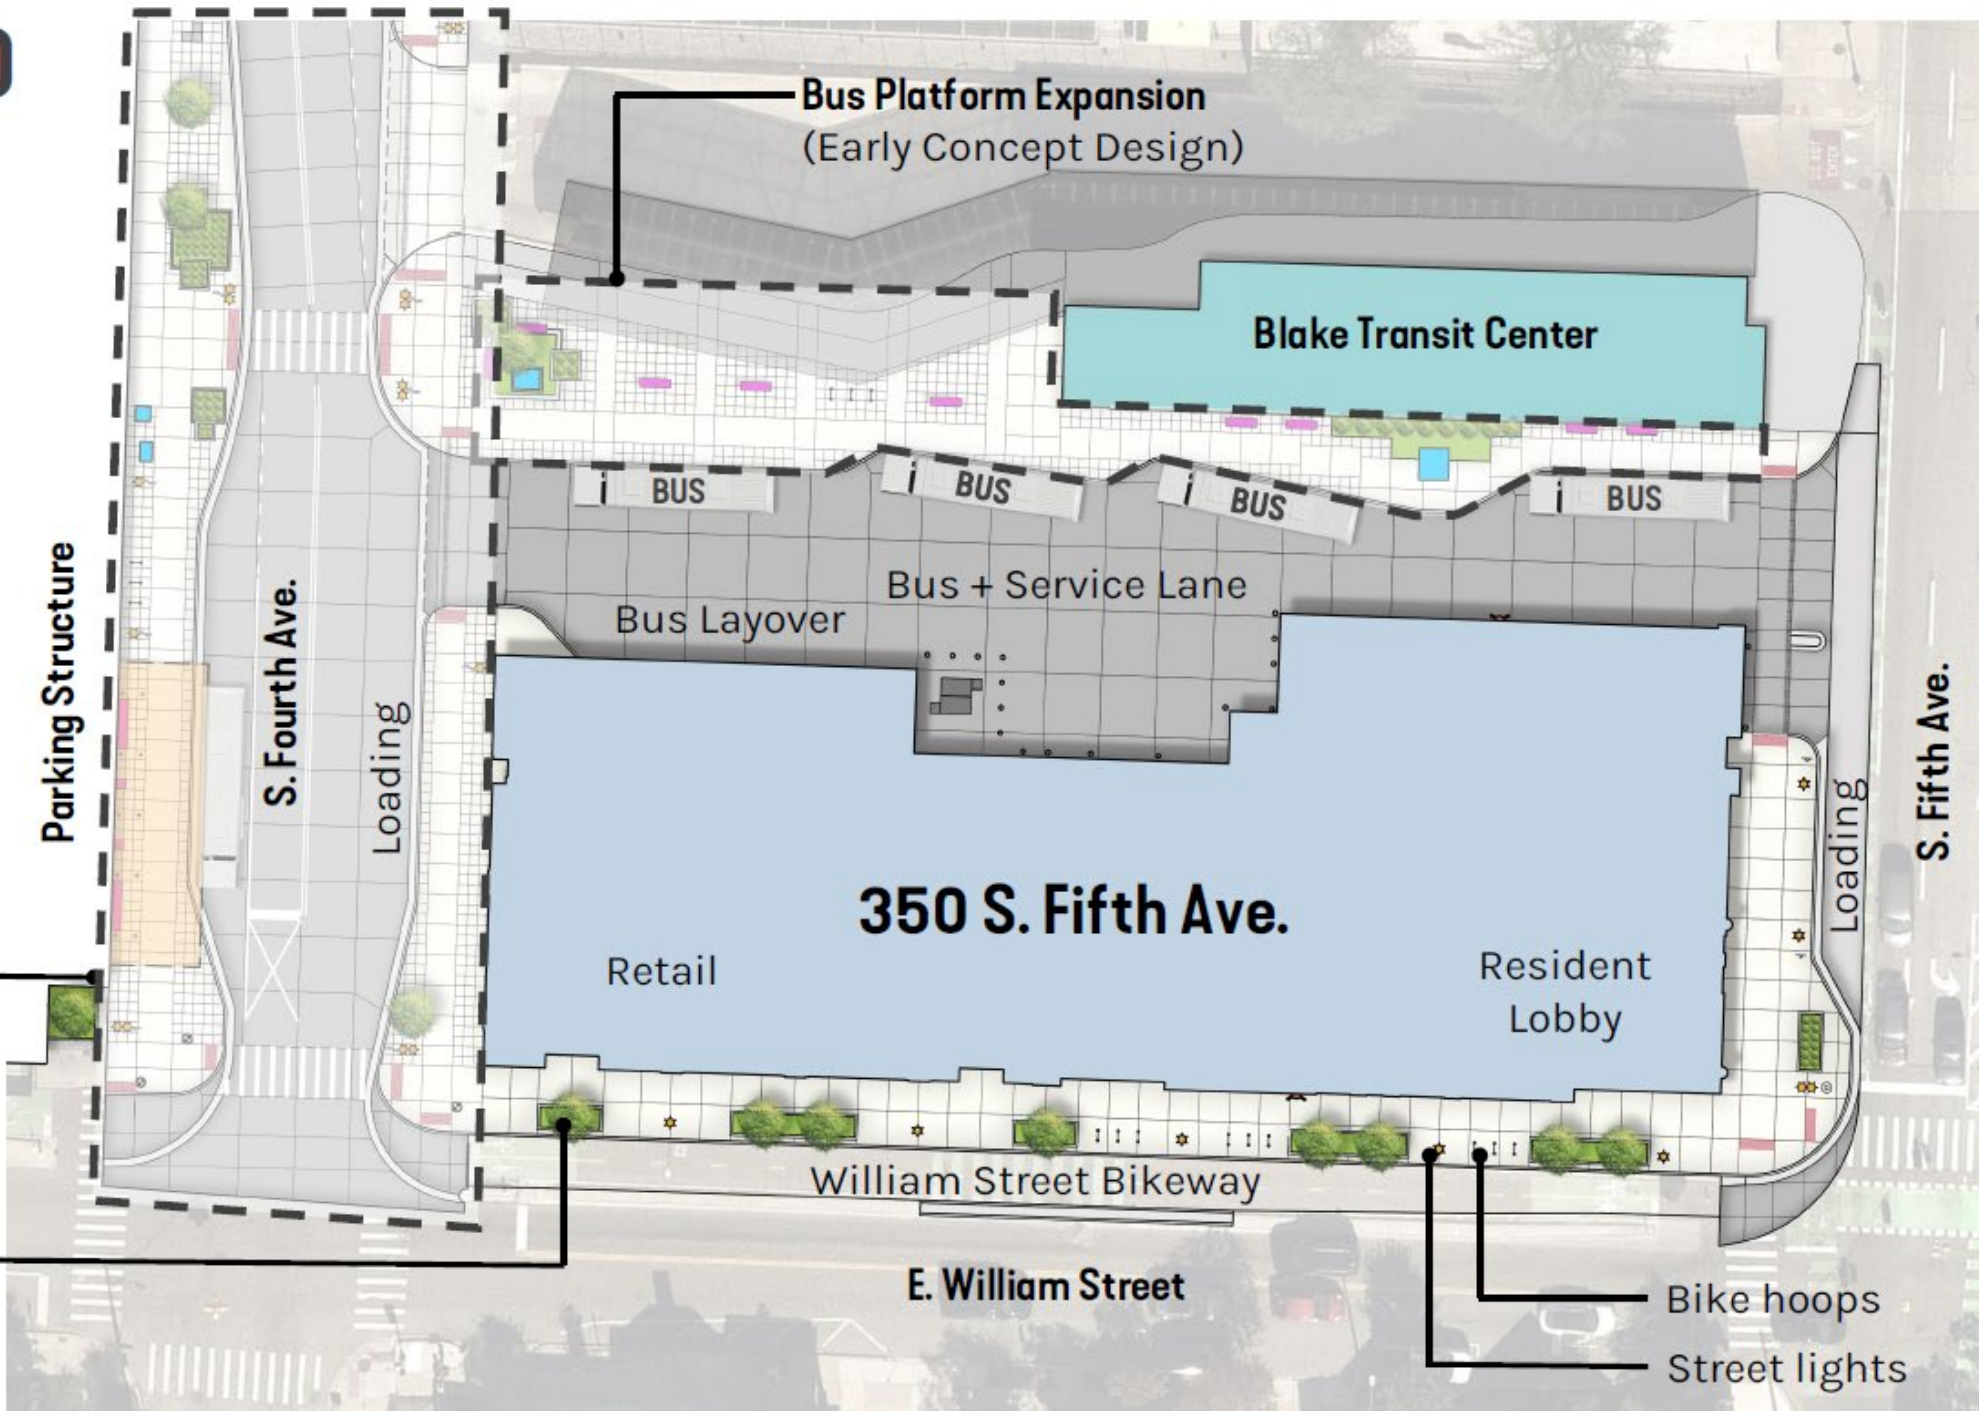 Bus Platform Expansion
(Early Concept Design)
Blake Transit Center
BUS
BUS
BUS
BUS
Bus + Service Lane
Bus Layover
Parking Structure
S. Fourth Ave.
Loading
350 S. Fifth Ave.
Retail
Resident
Lobby
Loading
S. Fifth Ave.
William Street Bikeway
E. William Street
Bike hoops
Street lights